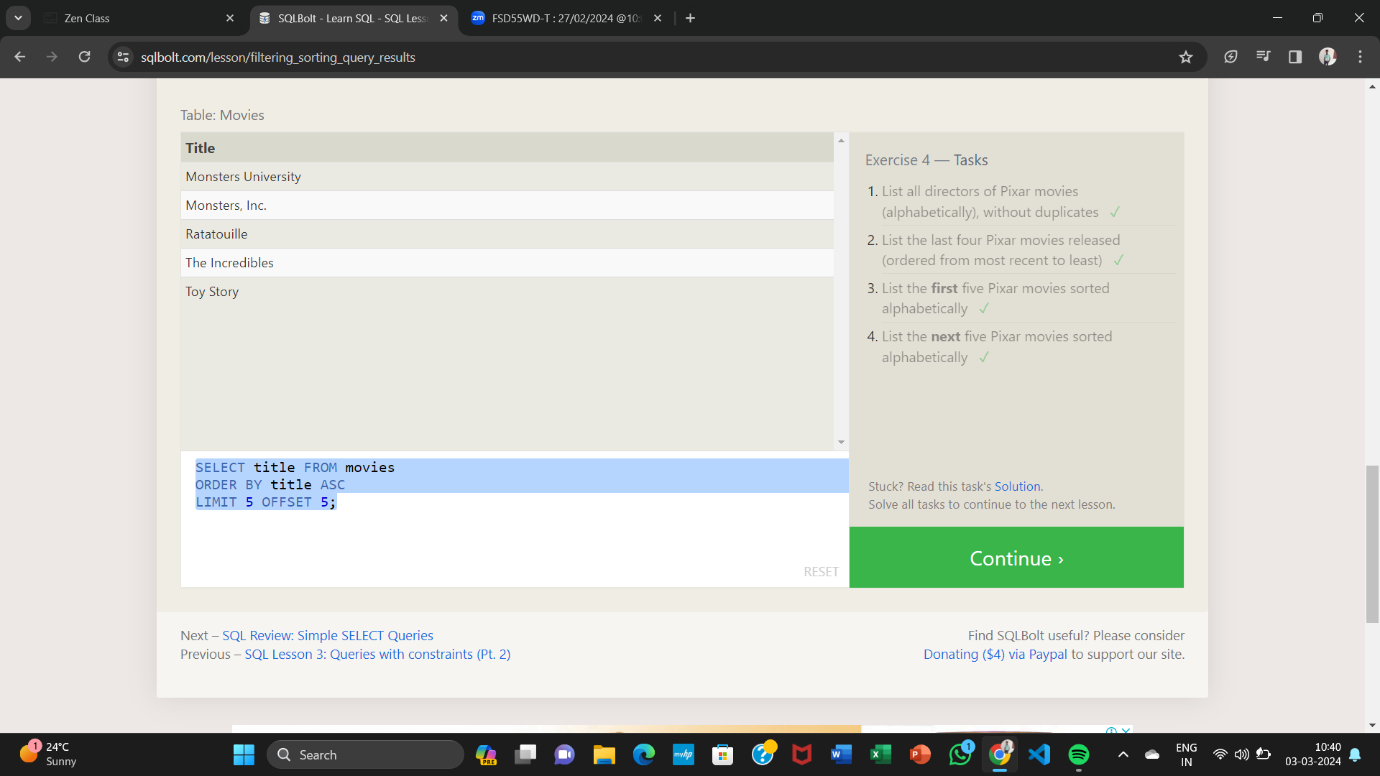 Zen Class
SQLBolt - Learn SQL - SQL Less
FSD55WD-T : 27/02/2024 @10:
sqlbolt.com/lesson/filtering_sorting_query_results
Table: Movies
Title
Monsters University
Monsters, Inc.
Ratatouille
The Incredibles
Toy Story
SELECT title FROM movies
ORDER BY title ASC
LIMIT 5 OFFSET 5;
RESET
Exercise 4 — Tasks
1. List all directors of Pixar movies
(alphabetically), without duplicates ✓
2. List the last four Pixar movies released
(ordered from most recent to least) ✓
3. List the first five Pixar movies sorted
alphabetically ✓
4. List the next five Pixar movies sorted
alphabetically ✓
Stuck? Read this task's Solution.
Solve all tasks to continue to the next lesson.
Continue ›
Next – SQL Review: Simple SELECT Queries
Previous – SQL Lesson 3: Queries with constraints (Pt. 2)
Find SQLBolt useful? Please consider
Donating ($4) via Paypal to support our site.
1
24°C
Sunny
Search
PRE
1
ENG
IN
10:40
03-03-2024